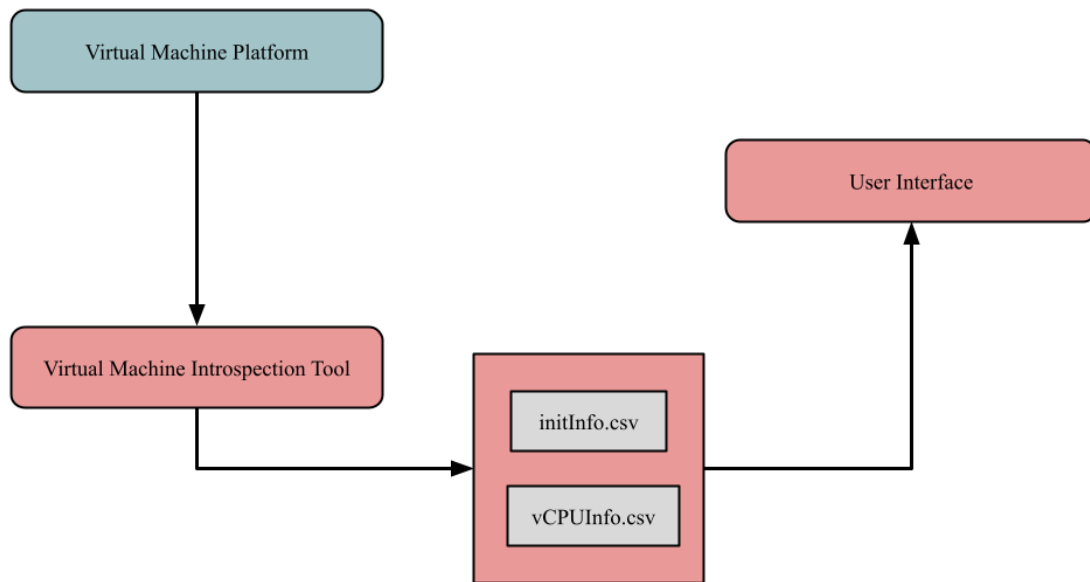 Virtual Machine Platform
User Interface
Virtual Machine Introspection Tool
initInfo.csv
vCPUInfo.csv